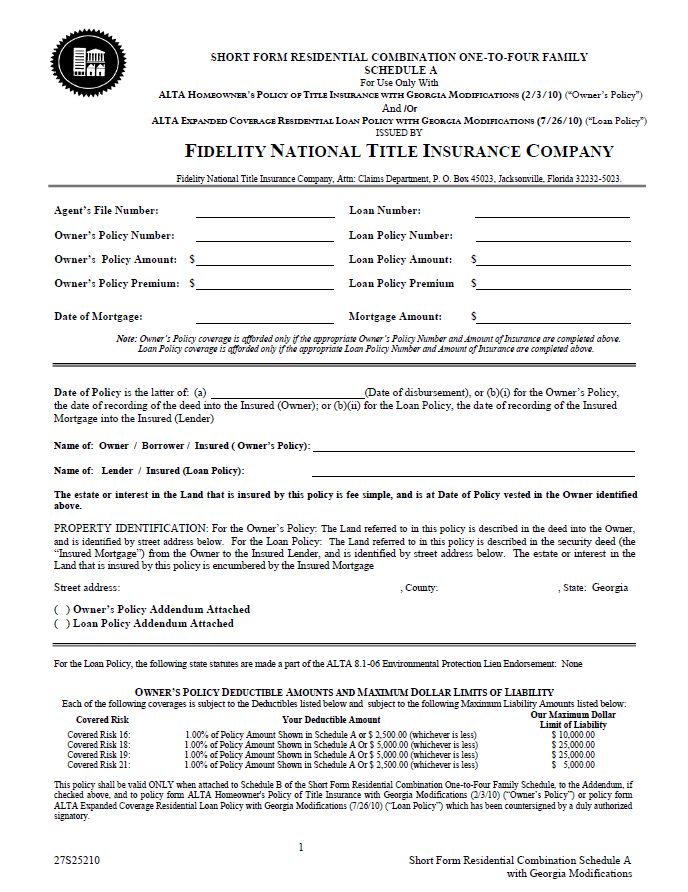 SHORT FORM RESIDENTIAL COMBINATION ONE-TO-FOUR FAMILY
SCHEDULE A
For Use Only With
ALTA HOMEOWNER'S POLICY OF TITLE INSURANCE WITH GEORGIA MODIFICATIONS (2/3/10) ("Owner's Policy")
And /Or
ALTA EXPANDED COVERAGE RESIDENTIAL LOAN POLICY WITH GEORGIA MODIFICATIONS (7/26/10) ("Loan Policy")
ISSUED BY
FIDELITY NATIONAL TITLE INSURANCE COMPANY
Fidelity National Title Insurance Company, Attn: Claims Department, P. O. Box 45023, Jacksonville, Florida 32232-5023.
Agent's File Number: Loan Number:
Owner's Policy Number: Loan Policy Number:
Owner's Policy Amount: $ Loan Policy Amount: $
Owner's Policy Premium: $ Loan Policy Premium $
Date of Mortgage: Mortgage Amount: $
Note: Owner's Policy coverage is afforded only if the appropriate Owner's Policy Number and Amount of Insurance are completed above.
Loan Policy coverage is afforded only if the appropriate Loan Policy Number and Amount of Insurance are completed above.
Date of Policy is the latter of: (a) (Date of disbursement), or (b)(i) for the Owner's Policy,
the date of recording of the deed into the Insured (Owner); or (b)(ii) for the Loan Policy, the date of recording of the Insured
Mortgage into the Insured (Lender)
Name of: Owner / Borrower / Insured ( Owner's Policy):
Name of: Lender / Insured (Loan Policy):
The estate or interest in the Land that is insured by this policy is fee simple, and is at Date of Policy vested in the Owner identified
above.
PROPERTY IDENTIFICATION: For the Owner's Policy: The Land referred to in this policy is described in the deed into the Owner,
and is identified by street address below. For the Loan Policy: The Land referred to in this policy is described in the security deed (the
"Insured Mortgage") from the Owner to the Insured Lender, and is identified by street address below. The estate or interest in the
Land that is insured by this policy is encumbered by the Insured Mortgage
Street address: , County: , State: Georgia
( ) Owner's Policy Addendum Attached
( ) Loan Policy Addendum Attached
For the Loan Policy, the following state statutes are made a part of the ALTA 8.1-06 Environmental Protection Lien Endorsement: None
OWNER'S POLICY DEDUCTIBLE AMOUNTS AND MAXIMUM DOLLAR LIMITS OF LIABILITY
Each of the following coverages is subject to the Deductibles listed below and subject to the following Maximum Liability Amounts listed below:
Covered Risk Your Deductible Amount Our Maximum Dollar Limit of Liability
Covered Risk 16: 1.00% of Policy Amount Shown in Schedule A or $ 2,500.00 (whichever is less) $ 10,000.00
Covered Risk 18: 1.00% of Policy Amount Shown in Schedule A Or $ 5,000.00 (whichever is less) $ 25,000.00
Covered Risk 19: 1.00% of Policy Amount Shown in Schedule A Or $ 5,000.00 (whichever is less) $ 25,000.00
Covered Risk 21: 1.00% of Policy Amount Shown in Schedule A Or $ 2,500.00 (whichever is less) $ 5,000.00
This policy shall be valid ONLY when attached to Schedule B of the Short Form Residential Combination One-to-Four Family Schedule, to the Addendum, if
checked above, and to policy form ALTA Homeowner's Policy of Title Insurance with Georgia Modifications (2/3/10) ("Owner's Policy") or policy form
ALTA Expanded Coverage Residential Loan Policy with Georgia Modifications (7/26/10) ("Loan Policy") which has been countersigned by a duly authorized
signatory.
1
27S25210 Short Form Residential Combination Schedule A
with Georgia Modifications